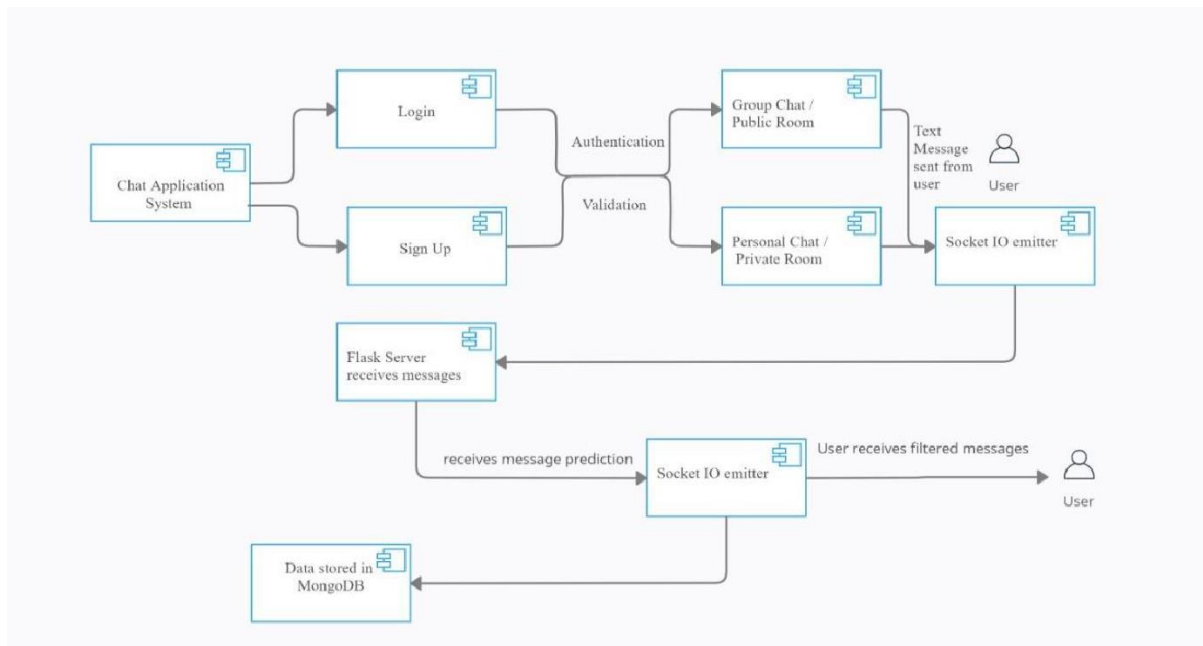 Login
Group Chat /
Public Room
Text
Message
sent from
user
Authentication
User
Chat Application
System
Validation
Sign Up
Personal Chat /
Private Room
Socket IO emitter
Flask Server
receives messages
receives message prediction
Socket IO emitter
User receives filtered messages
User
Data stored in
MongoDB